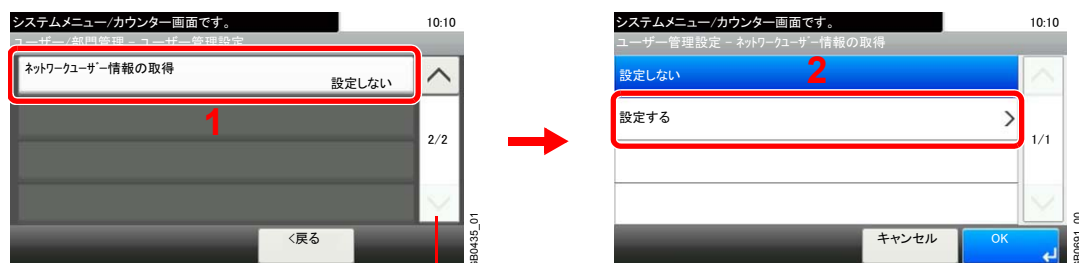 システムメニュー/カウンター画面です。
10:10
ユーザー/部門管理 - ユーザー管理設定
ネットワークユーザー情報の取得
設定しない
1
2/2
<戻る
GB0435_01
システムメニュー/カウンター画面です。
10:10
ユーザー管理設定 - ネットワークユーザー情報の取得
設定しない
2
設定する
1/1
キャンセル
OK
GB0691_00